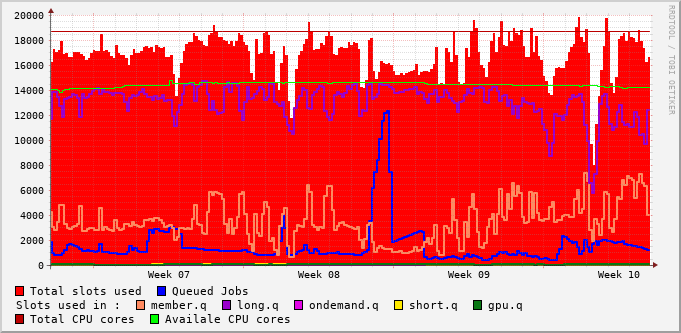 20000
18000
16000
14000
12000
10000
8000
6000
4000
2000
0
Week 07 Week 08 Week 09 Week 10
RRDTOOL / TOBI OETIKER
Total slots used Queued Jobs
Slots used in : member.q long.q ondemand.q short.q gpu.q
Total CPU cores Availale CPU cores